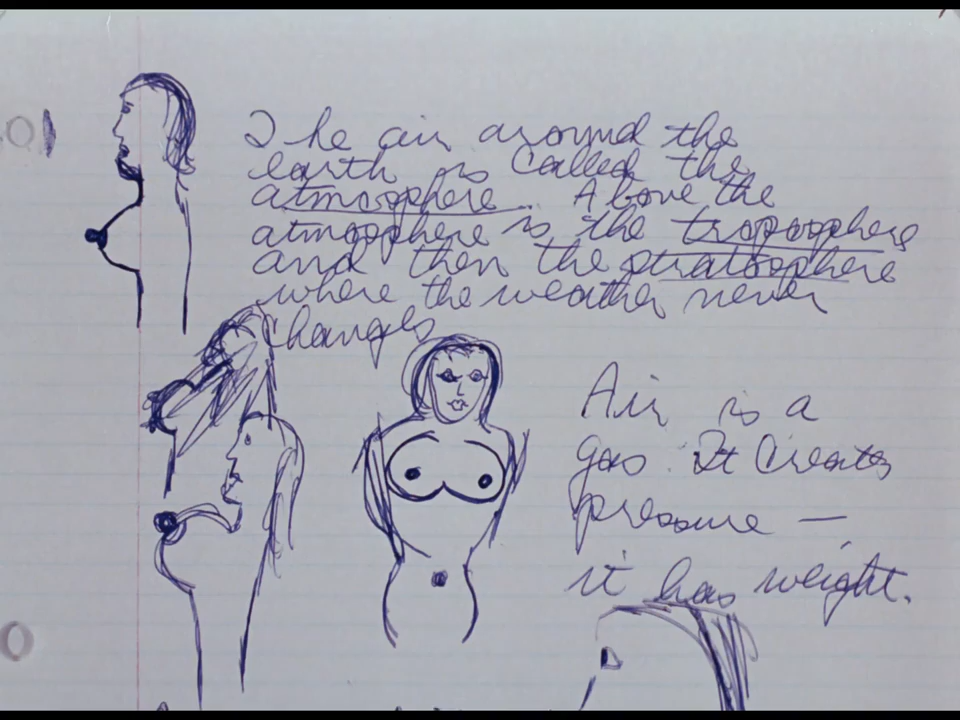 The air around the
earth is called the
atmosphere. Above the
atmosphere is the troposphere
and then the stratosphere
where the weather never
changes
Air is a
gas. It creates
pressure —
it has weight.